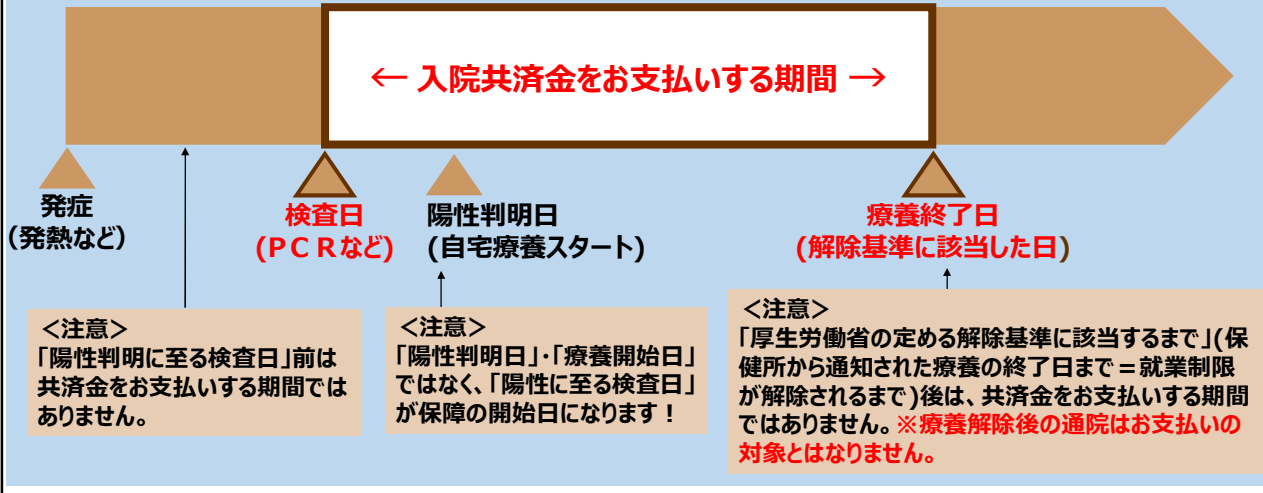 ← 入院共済金をお支払いする期間 →
発症
(発熱など)
検査日
(PCRなど)
陽性判明日
(自宅療養スタート)
療養終了日
(解除基準に該当した日)
＜注意＞
「陽性判明に至る検査日」前は
共済金をお支払いする期間では
ありません。
＜注意＞
「陽性判明日」・「療養開始日」
ではなく、「陽性に至る検査日」
が保障の開始日になります！
＜注意＞
「厚生労働省の定める解除基準に該当するまで」(保
健所から通知された療養の終了日まで＝就業制限
が解除されるまで)後は、共済金をお支払いする期間
ではありません。※療養解除後の通院はお支払いの
対象とはなりません。